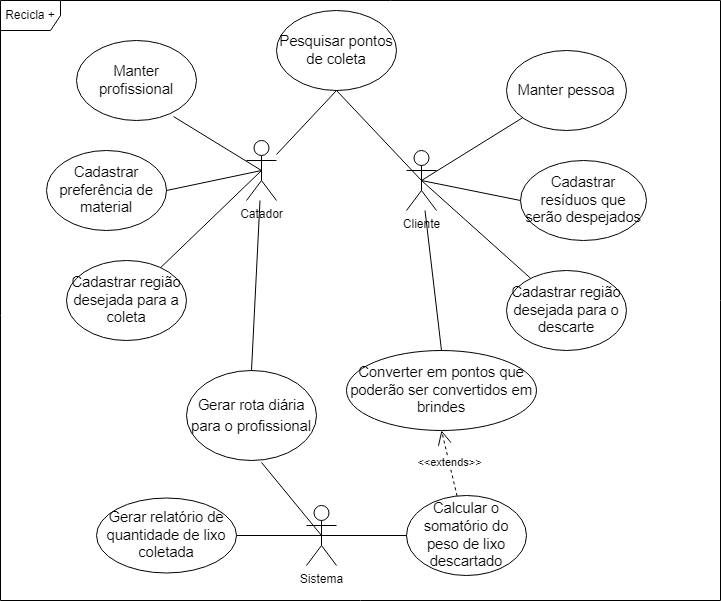 Recicla +
Pesquisar pontos
de coleta
Manter
profissional
Manter pessoa
Cadastrar
preferência de
material
Catador
Cadastrar
resíduos que
serão despejados
Cliente
Cadastrar região
desejada para a
coleta
Cadastrar região
desejada para o
descarte
Gerar rota diária
para o profissional
Converter em pontos que
poderão ser convertidos em
brindes
<<extends>>
Gerar relatório de
quantidade de lixo
coletada
Sistema
Calcular o
somatório do
peso de lixo
descartado